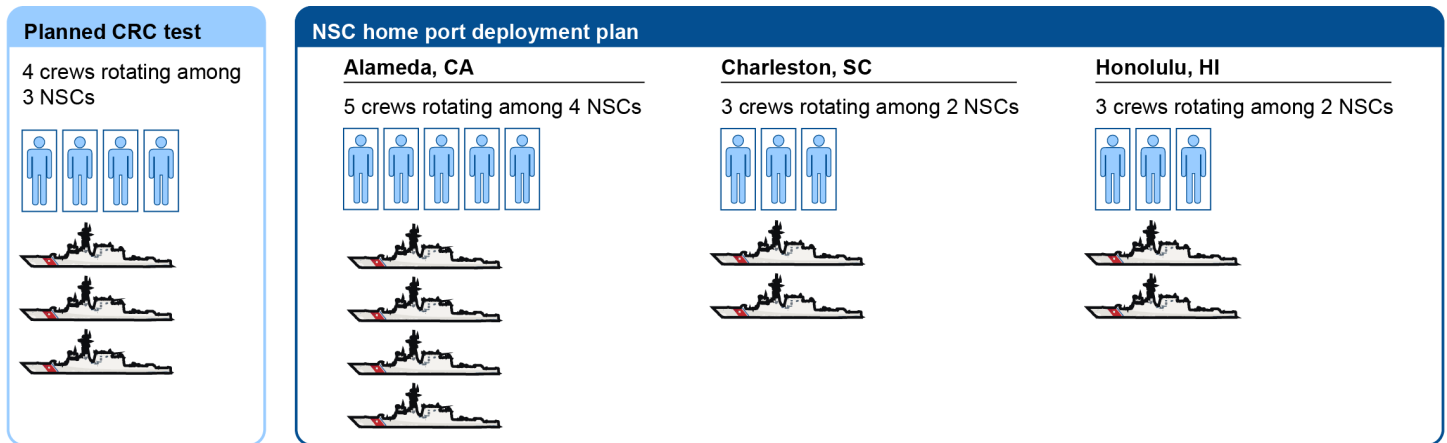 Planned CRC test
4 crews rotating among
3 NSCs
NSC home port deployment plan
Alameda, CA
5 crews rotating among 4 NSCs
Charleston, SC
3 crews rotating among 2 NSCs
Honolulu, HI
3 crews rotating among 2 NSCs